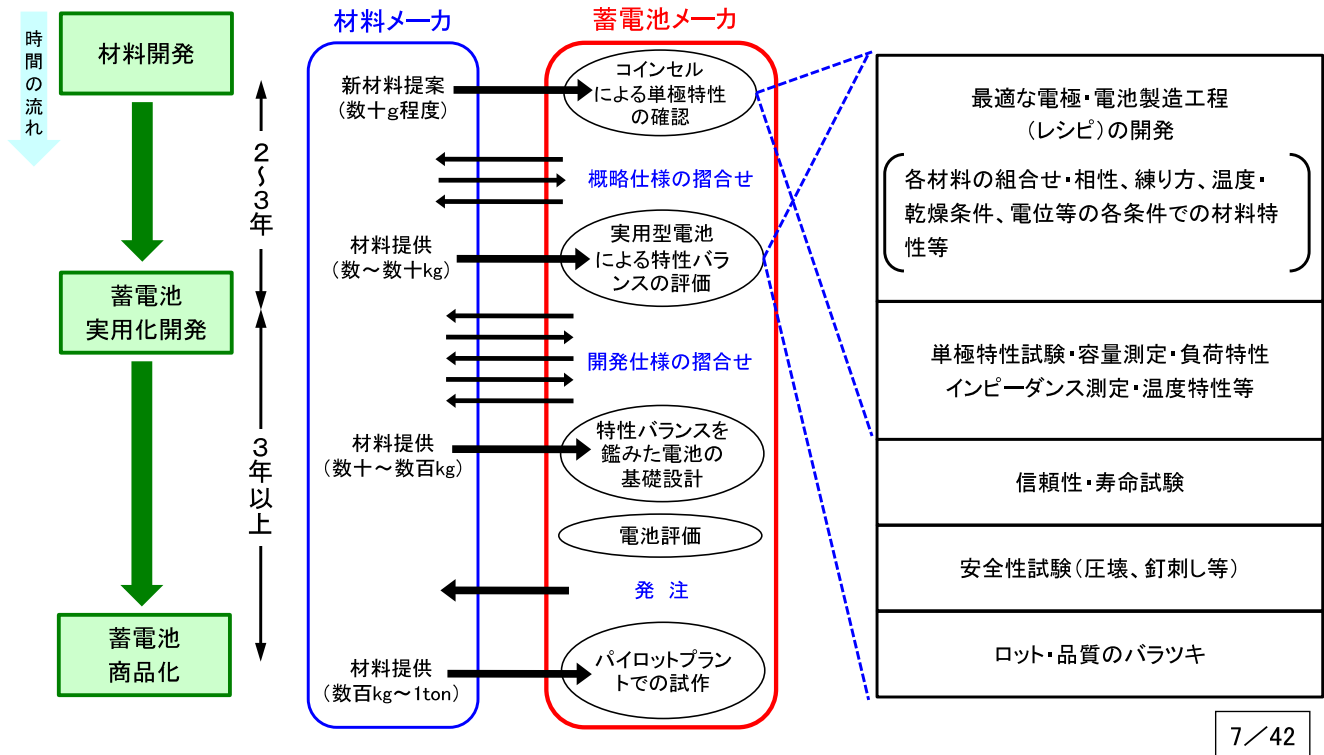 時間の流れ
材料開発
蓄電池
実用化開発
蓄電池
商品化
2～3年
3年以上
材料メーカ
新材料提案
(数十g程度)
材料提供
(数～数十kg)
材料提供
(数十～数百kg)
材料提供
(数百kg～1ton)
蓄電池メーカ
コインセル
による単極特性
の確認
概略仕様の摺合せ
実用型電池
による特性バラ
ンスの評価
開発仕様の摺合せ
特性バランスを
鑑みた電池の
基礎設計
電池評価
発 注
パイロットプラン
トでの試作
最適な電極・電池製造工程
(レシピ)の開発
各材料の組合せ・相性、練り方、温度・
乾燥条件、電位等の各条件での材料特
性等
単極特性試験・容量測定・負荷特性
インピーダンス測定・温度特性等
信頼性・寿命試験
安全性試験(圧壊、釘刺し等)
ロット・品質のバラツキ
7／42